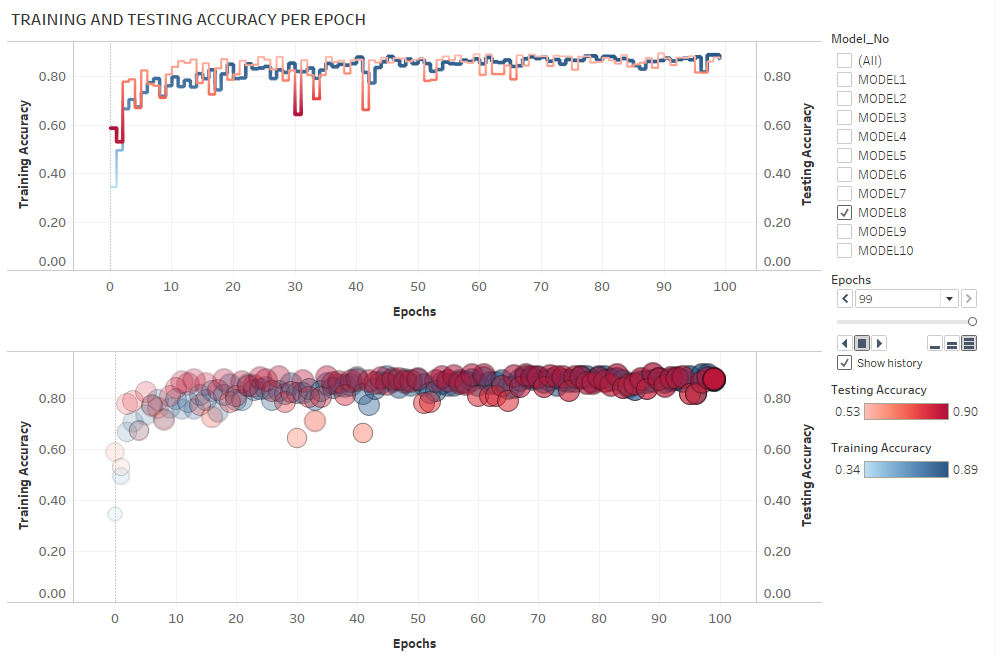 TRAINING AND TESTING ACCURACY PER EPOCH
Training Accuracy
0.80
0.60
0.40
0.20
0.00
0.80
0.60
0.40
0.20
0.00
Testing Accuracy
0 10 20 30 40 50 60 70 80 90 100
Epochs
Training Accuracy
0.80
0.60
0.40
0.20
0.00
0.80
0.60
0.40
0.20
0.00
Testing Accuracy
0 10 20 30 40 50 60 70 80 90 100
Epochs
Model_No
(All)
MODEL1
MODEL2
MODEL3
MODEL4
MODEL5
MODEL6
MODEL7
MODEL8
MODEL9
MODEL10
Epochs
99
Show history
Testing Accuracy
0.53 0.90
Training Accuracy
0.34 0.89